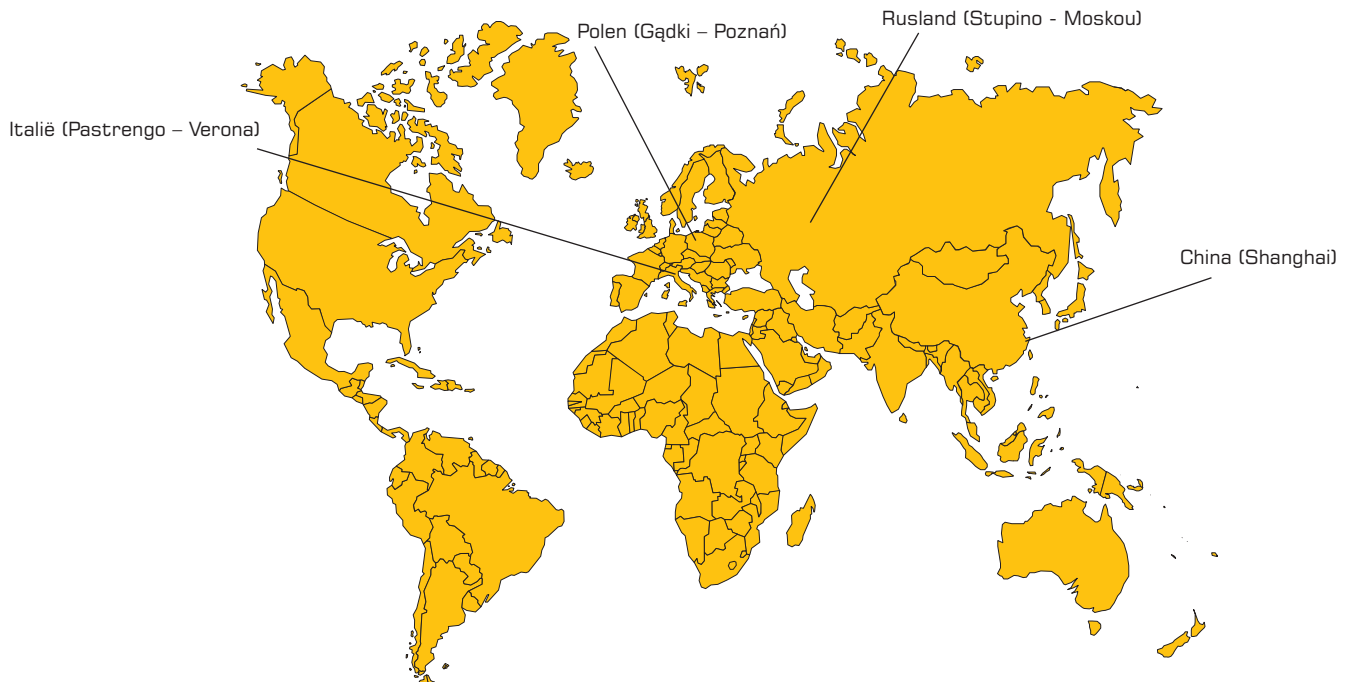 Rusland (Stupino - Moskou)
Polen (Gądki – Poznań)
Italië (Pastrengo – Verona)
China (Shanghai)